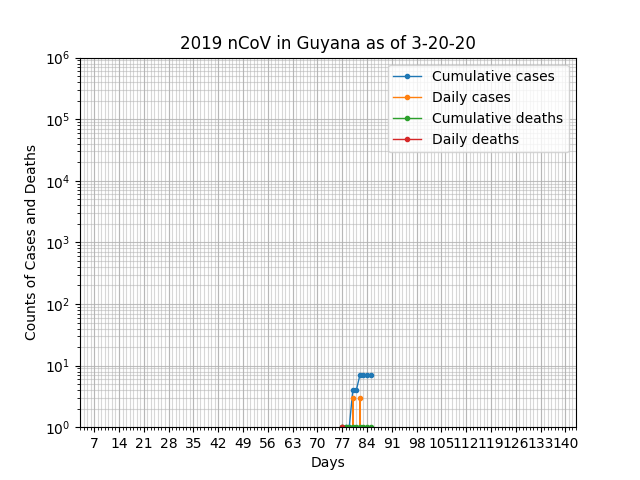 2019 nCoV in Guyana as of 3-20-20
Cumulative cases
Daily cases
Cumulative deaths
Daily deaths
Counts of Cases and Deaths
10^6
10^5
10^4
10^3
10^2
10^1
10^0
7 14 21 28 35 42 49 56 63 70 77 84 91 98 105 112 119 126 133 140
Days